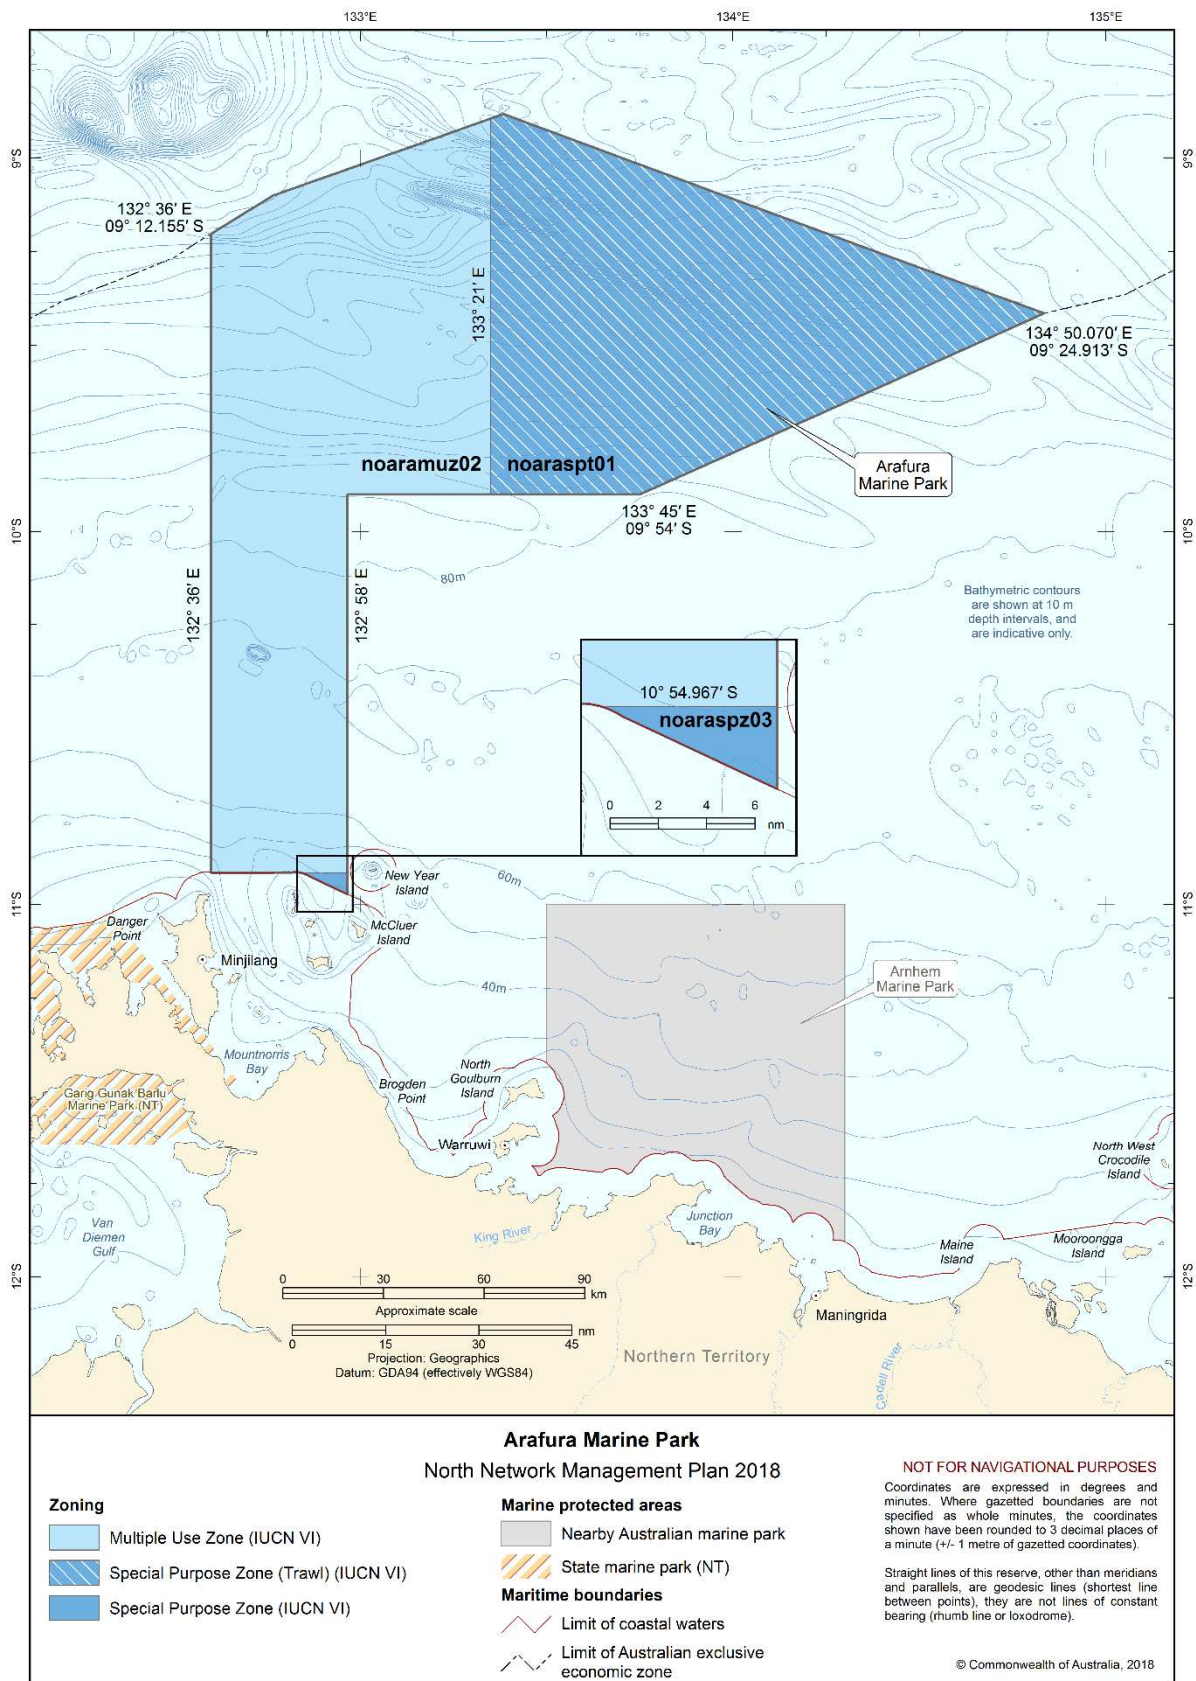 133°E
134°E
135°E
9°S
9°S
132° 36′ E
09° 12.155′ S
133° 21′ E
134° 50.070′ E
09° 24.913′ S
noaramuz02
noaraspt01
Arafura
Marine Park
133° 45′ E
09° 54′ S
10°S
10°S
80m
132° 36′ E
132° 58′ E
Bathymetric contours
are shown at 10 m
depth intervals, and
are indicative only.
10° 54.967′ S
noaraspz03
0 2 4 6
nm
New Year
Island
60m
11°S
11°S
Danger
Point
McCluer
Island
Minjilang
40m
Arnhem
Marine Park
Mountnorris
Bay
North
Goulburn
Island
Brogden
Point
Garig Gunak Barlu
Marine Park (NT)
Warruwi
North West
Crocodile
Island
Van
Diemen
Gulf
King River
Junction
Bay
Maine
Island
Mooroongga
Island
12°S
12°S
0 30 60 90
km
Approximate scale
nm
0 15 30 45
Projection: Geographics
Datum: GDA94 (effectively WGS84)
Maningrida
Northern Territory
Cadell River
Arafura Marine Park
North Network Management Plan 2018
Zoning
Multiple Use Zone (IUCN VI)
Special Purpose Zone (Trawl) (IUCN VI)
Special Purpose Zone (IUCN VI)
Marine protected areas
Nearby Australian marine park
State marine park (NT)
Maritime boundaries
Limit of coastal waters
Limit of Australian exclusive
economic zone
NOT FOR NAVIGATIONAL PURPOSES
Coordinates are expressed in degrees and
minutes. Where gazetted boundaries are not
specified as whole minutes, the coordinates
shown have been rounded to 3 decimal places of
a minute (+/- 1 metre of gazetted coordinates).
Straight lines of this reserve, other than meridians
and parallels, are geodesic lines (shortest line
between points), they are not lines of constant
bearing (rhumb line or loxodrome).
© Commonwealth of Australia, 2018